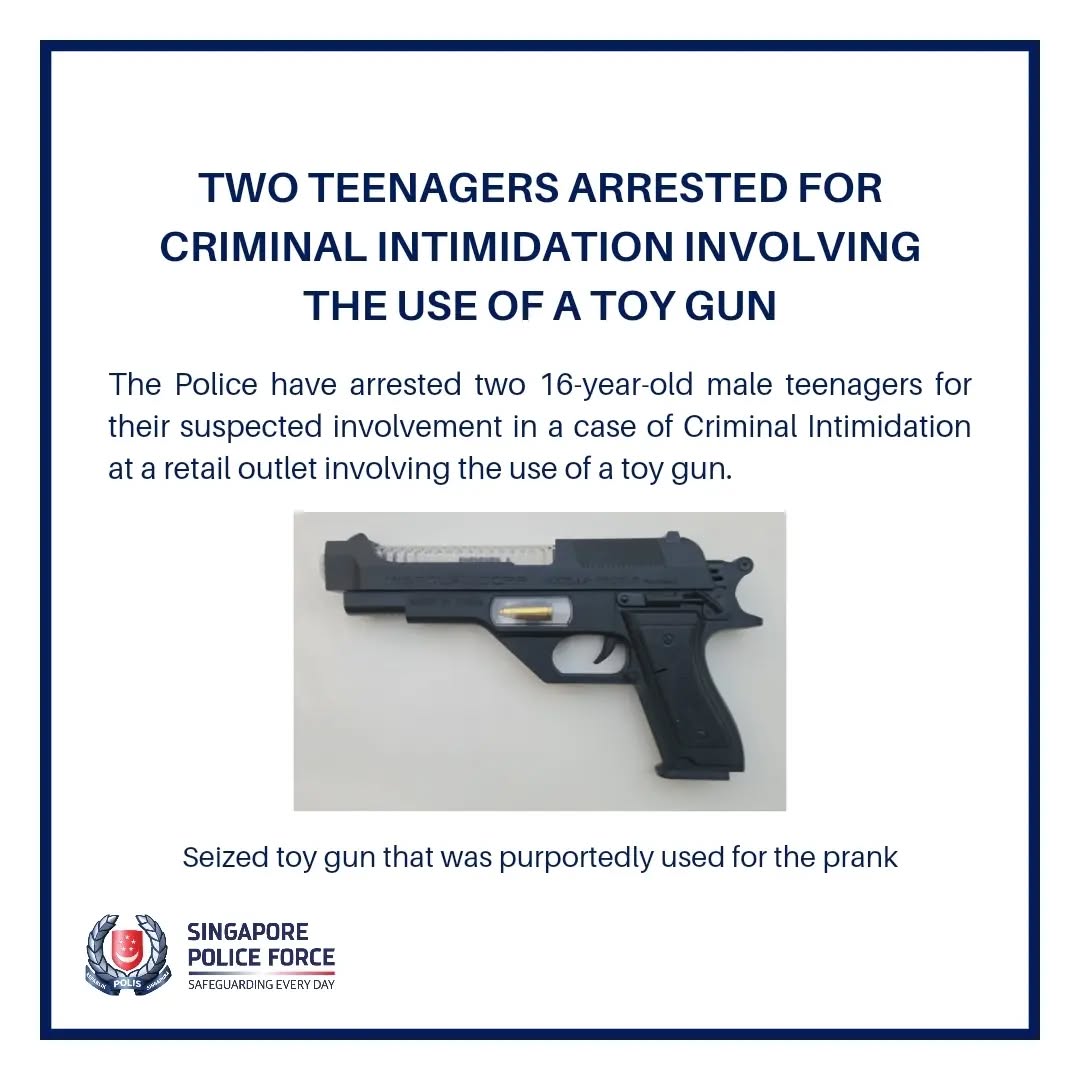 TWO TEENAGERS ARRESTED FOR
CRIMINAL INTIMIDATION INVOLVING
THE USE OF A TOY GUN
The Police have arrested two 16-year-old male teenagers for
their suspected involvement in a case of Criminal Intimidation
at a retail outlet involving the use of a toy gun.
Seized toy gun that was purportedly used for the prank
POLIS
SINGAPORE
POLICE FORCE
SAFEGUARDING EVERY DAY